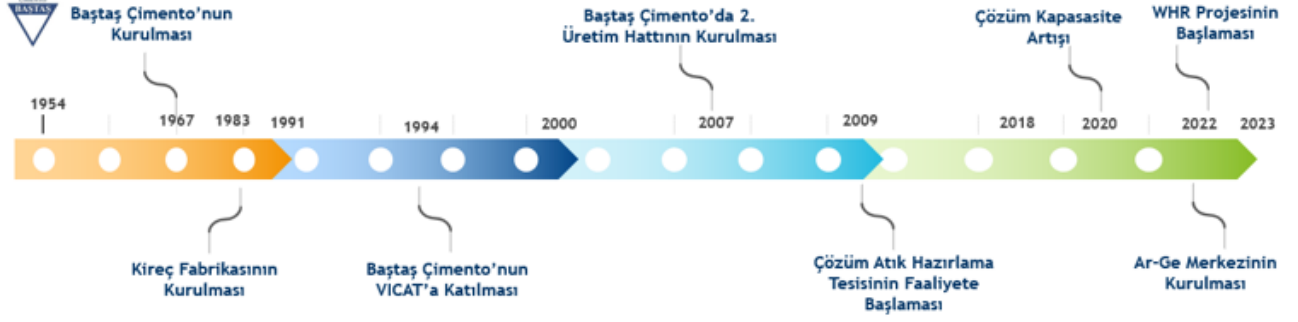 BAŞTAŞ
Baştaş Çimento’nun
Kurulması
Baştaş Çimento’da 2.
Üretim Hattının Kurulması
Çözüm Kapasasite
Artışı
WHR Projesinin
Başlaması
1954
1967
1983
1991
1994
2000
2007
2009
2018
2020
2022
2023
Kireç Fabrikasının
Kurulması
Baştaş Çimento’nun
VICAT’a Katılması
Çözüm Atık Hazırlama
Tesisinin Faaliyete
Başlaması
Ar-Ge Merkezinin
Kurulması